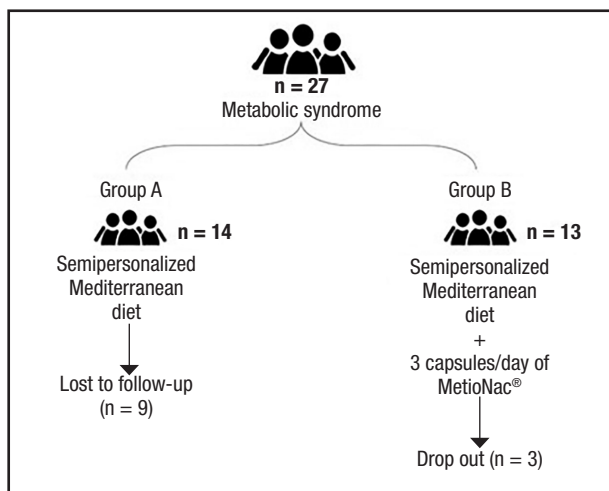 n = 27
Metabolic syndrome
Group A
n = 14
Semipersonalized
Mediterranean
diet
Lost to follow-up
(n = 9)
Group B
n = 13
Semipersonalized
Mediterranean
diet
+
3 capsules/day of
MetioNac®
Drop out (n = 3)